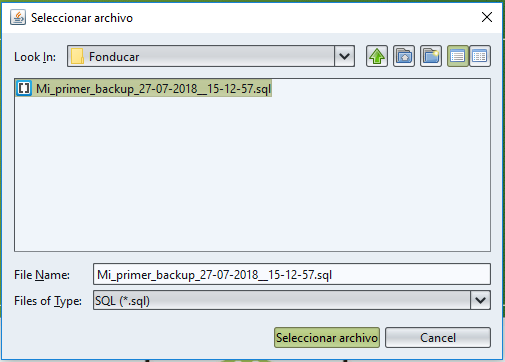 Seleccionar archivo
Look In: Fonducar
Mi_primer_backup_27-07-2018__15-12-57.sql
File Name: Mi_primer_backup_27-07-2018__15-12-57.sql
Files of Type: SQL (*.sql)
Seleccionar archivo Cancel